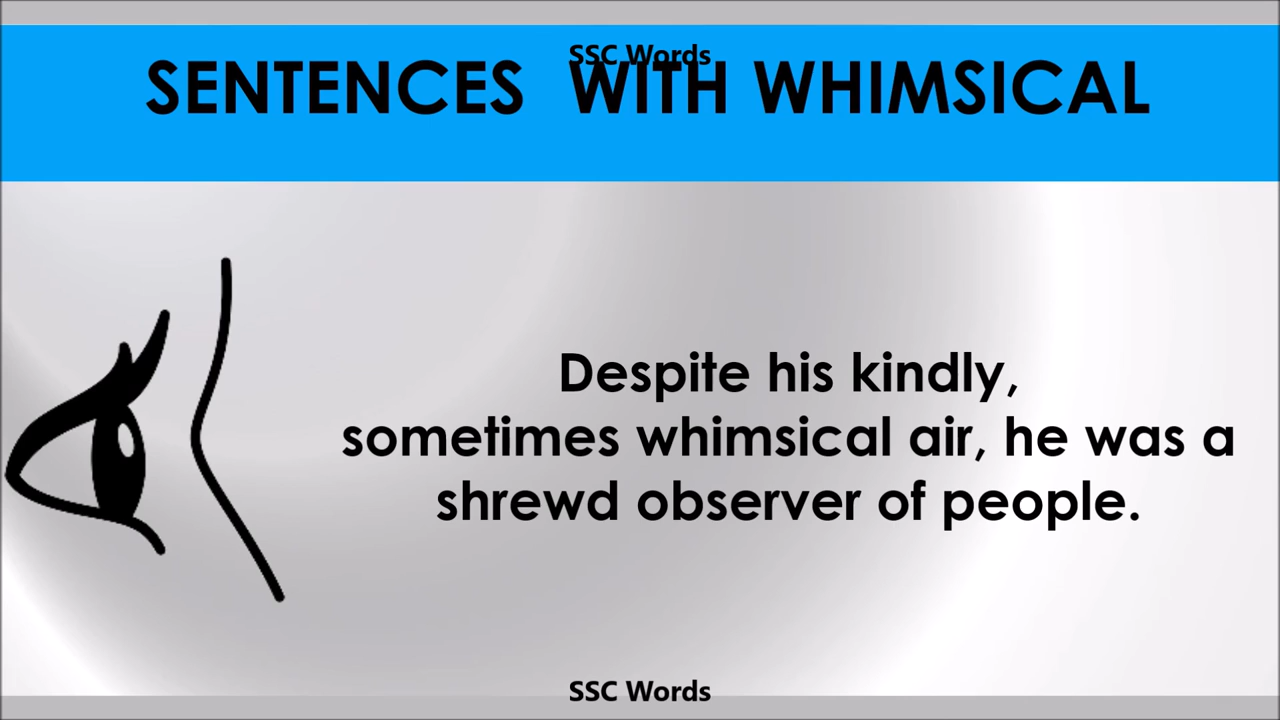 SSC Words
SENTENCES WITH WHIMSICAL
Despite his kindly,
sometimes whimsical air, he was a
shrewd observer of people.
SSC Words